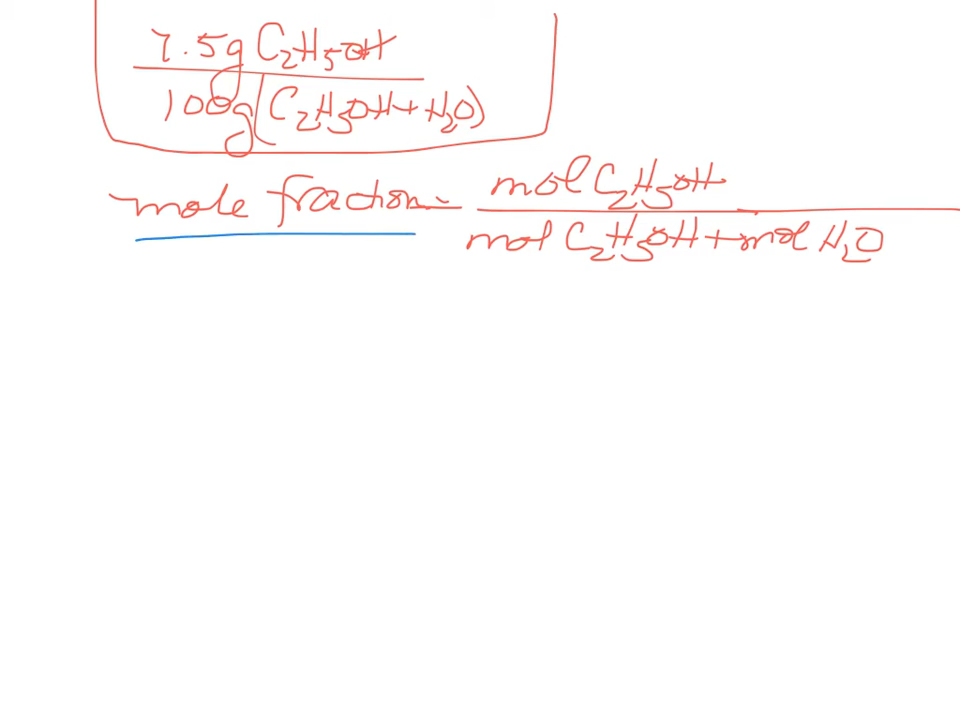 7.5g C₂H₅OH
100g (C₂H₅OH + H₂O)
mole fraction = mol C₂H₅OH
mol C₂H₅OH + mol H₂O